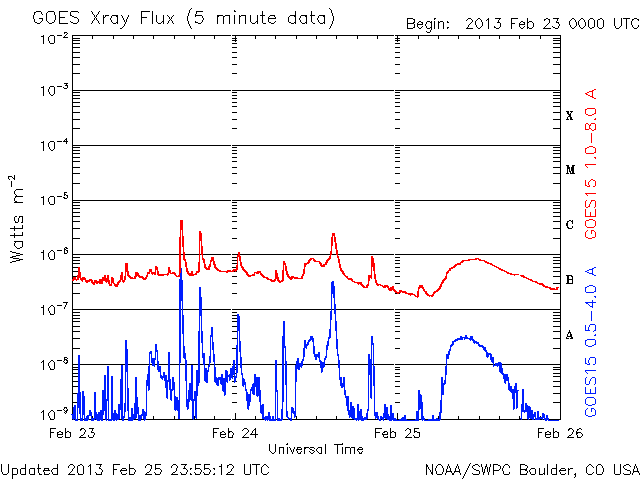 GOES Xray Flux (5 minute data)
Begin: 2013 Feb 23 0000 UTC
10-2
10-3
10-4
10-5
10-6
10-7
10-8
10-9
Watts m-2
X
M
C
B
A
GOES15 1.0-8.0 A
GOES15 0.5-4.0 A
Feb 23
Feb 24
Feb 25
Feb 26
Universal Time
Updated 2013 Feb 25 23:55:12 UTC
NOAA/SWPC Boulder, CO USA